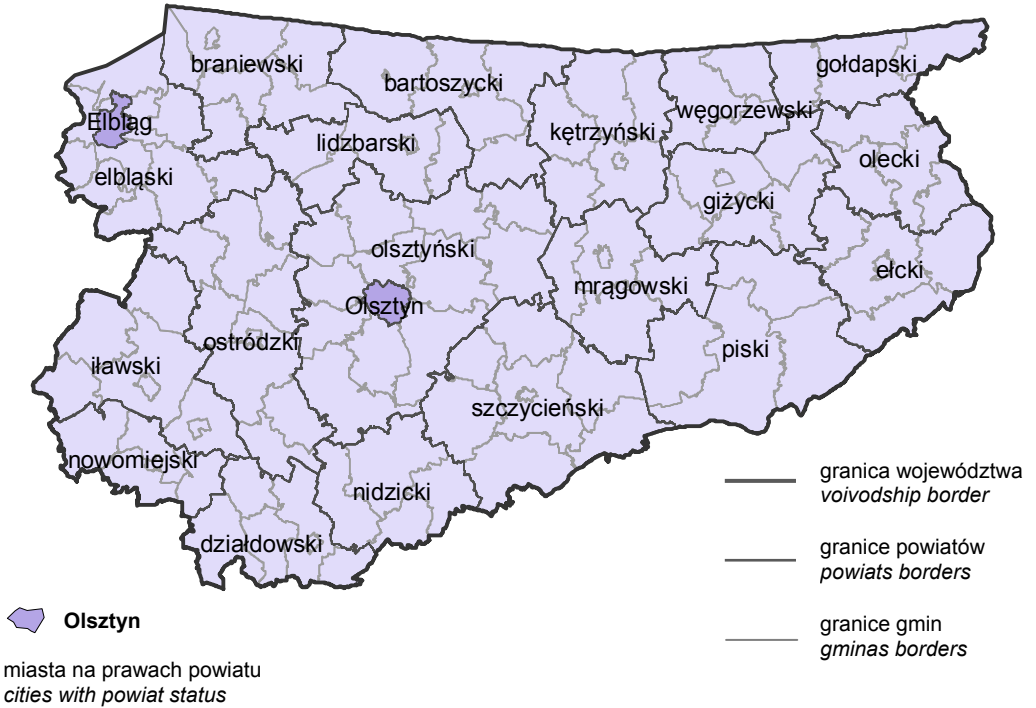 braniewski
bartoszycki
gołdapski
węgorzewski
Elbląg
lidzbarski
kętrzyński
olecki
elbląski
giżycki
olsztyński
ełcki
mrągowski
Olsztyn
ostródzki
piski
iławski
szczycieński
nowomiejski
nidzicki
działdowski
granica województwa
voivodship border
granice powiatów
powiats borders
granice gmin
gminas borders
Olsztyn
miasta na prawach powiatu
cities with powiat status